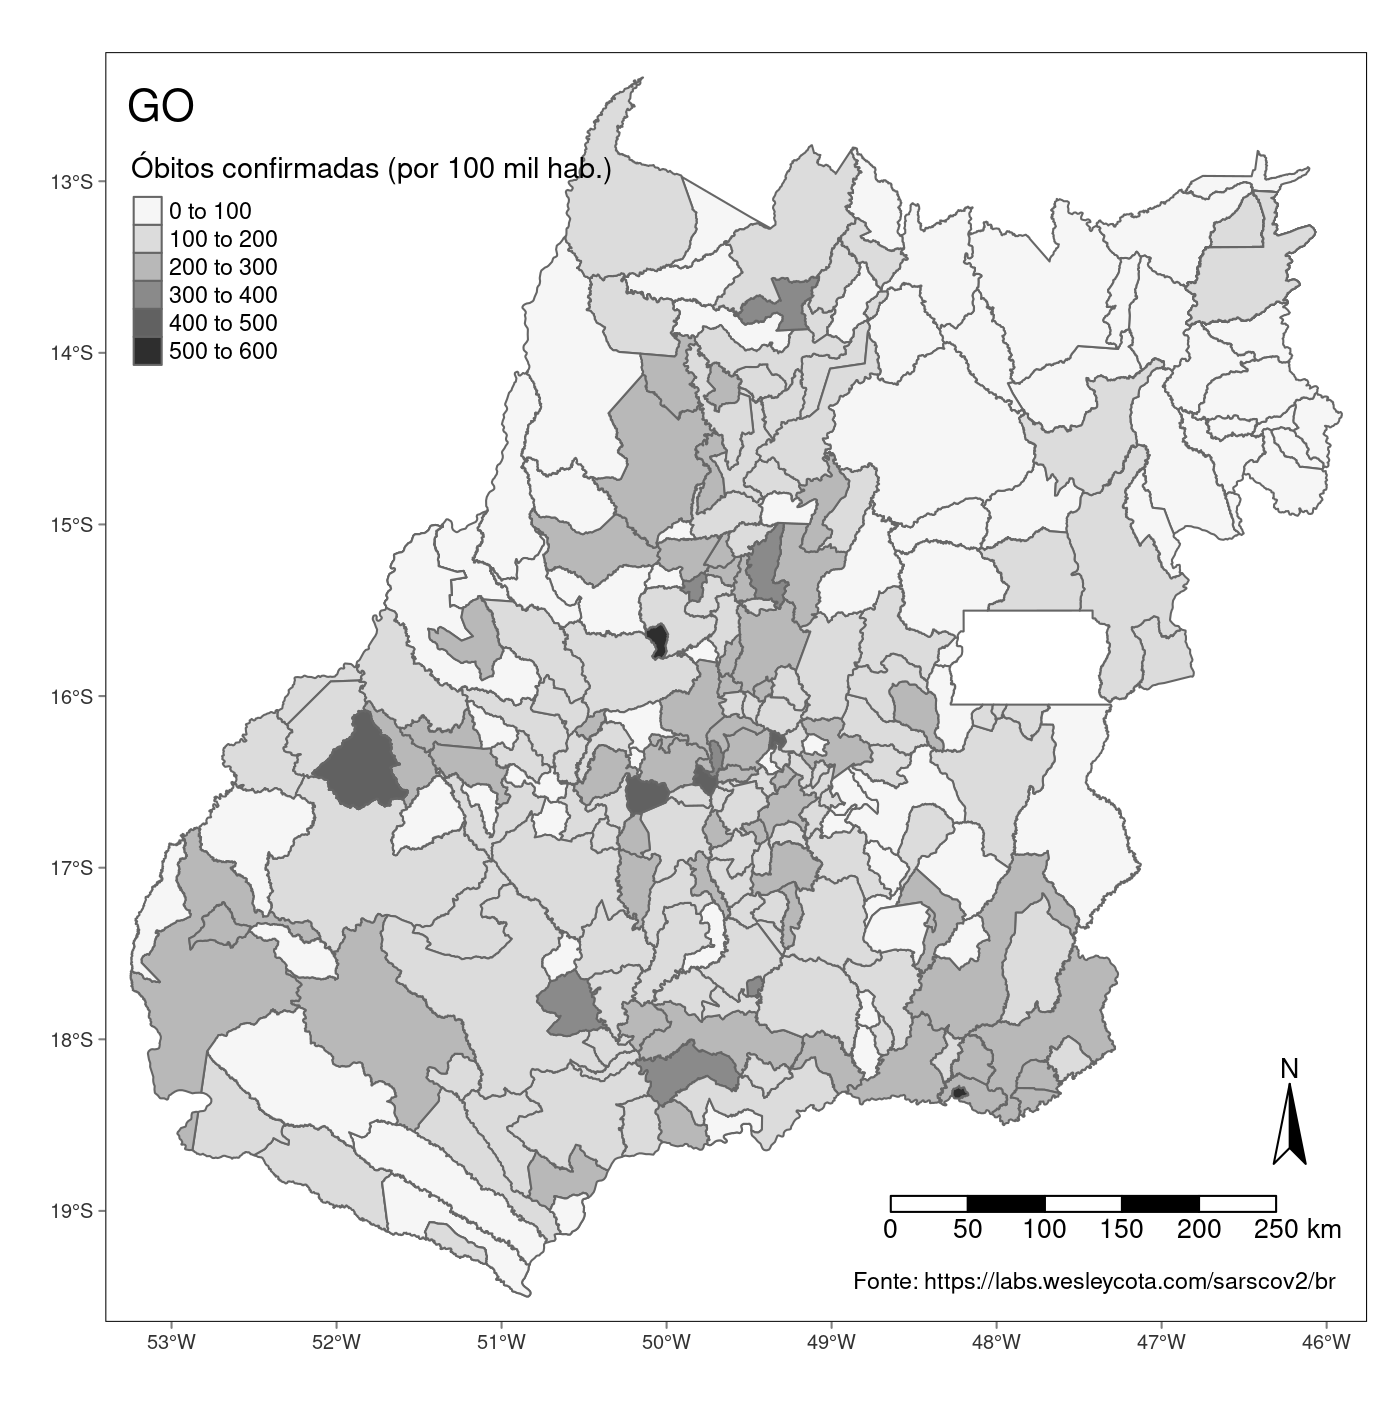 GO
Óbitos confirmadas (por 100 mil hab.)
0 to 100
100 to 200
200 to 300
300 to 400
400 to 500
500 to 600
13°S
14°S
15°S
16°S
17°S
18°S
19°S
N
0 50 100 150 200 250 km
Fonte: https://labs.wesleycota.com/sarscov2/br
53°W 52°W 51°W 50°W 49°W 48°W 47°W 46°W